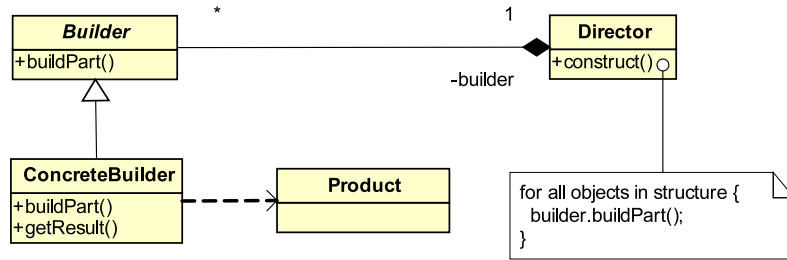 Builder
+buildPart()
*
1
-builder
Director
+construct()
ConcreteBuilder
+buildPart()
+getResult()
Product
for all objects in structure {
builder.buildPart();
}